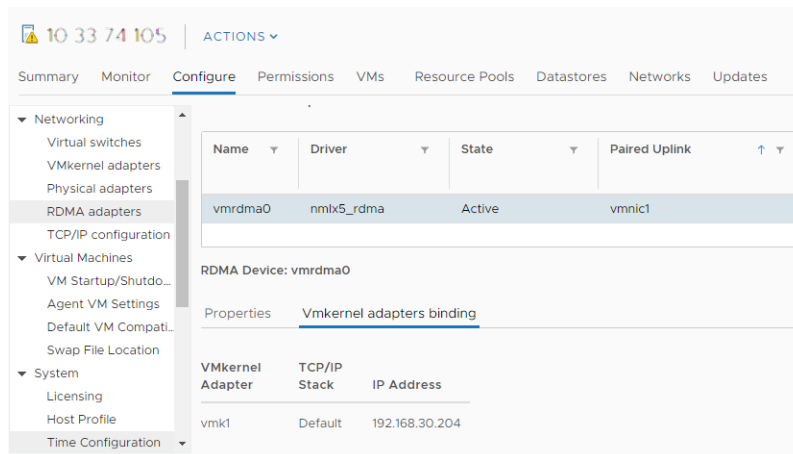 10 33 74 105 ACTIONS
Summary Monitor Configure Permissions VMs Resource Pools Datastores Networks Updates
Networking
Virtual switches
VMkernel adapters
Physical adapters
RDMA adapters
TCP/IP configuration
Virtual Machines
VM Startup/Shutdo...
Agent VM Settings
Default VM Compati...
Swap File Location
System
Licensing
Host Profile
Time Configuration
Name Driver State Paired Uplink
vmrdma0 nmlx5_rdma Active vmnic1
RDMA Device: vmrdma0
Properties Vmkernel adapters binding
VMkernel Adapter TCP/IP Stack IP Address
vmk1 Default 192.168.30.204